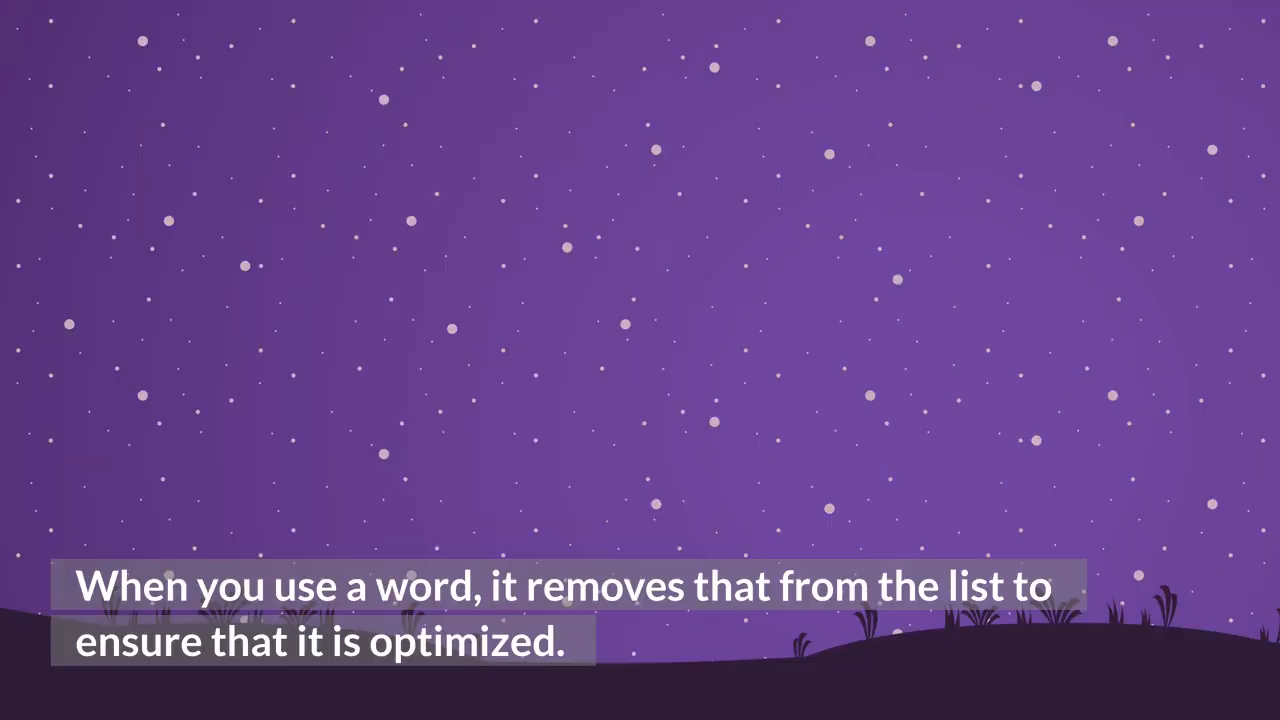 When you use a word, it removes that from the list to
ensure that it is optimized.